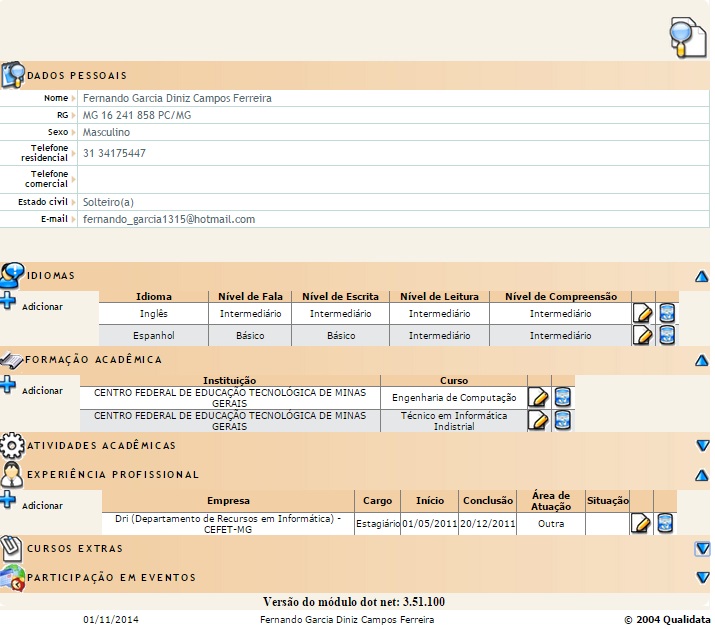 DADOS PESSOAIS
Nome Fernando Garcia Diniz Campos Ferreira
RG MG 16 241 858 PC/MG
Sexo Masculino
Telefone
residencial 31 34175447
Telefone
comercial
Estado civil Solteiro(a)
E-mail fernando_garcia1315@hotmail.com
IDIOMAS
Adicionar
Idioma Nível de Fala Nível de Escrita Nível de Leitura Nível de Compreensão
Inglês Intermediário Intermediário Intermediário Intermediário
Espanhol Básico Básico Intermediário Intermediário
FORMAÇÃO ACADÊMICA
Adicionar
Instituição Curso
CENTRO FEDERAL DE EDUCAÇÃO TECNOLÓGICA DE MINAS
GERAIS Engenharia de Computação
CENTRO FEDERAL DE EDUCAÇÃO TECNOLÓGICA DE MINAS
GERAIS Técnico em Informática
Indistrial
ATIVIDADES ACADÊMICAS
EXPERIÊNCIA PROFISSIONAL
Adicionar
Empresa Cargo Início Conclusão Área de
Atuação Situação
Dri (Departamento de Recursos em Informática) -
CEFET-MG Estagiário 01/05/2011 20/12/2011 Outra
CURSOS EXTRAS
PARTICIPAÇÃO EM EVENTOS
Versão do módulo dot net: 3.51.100
01/11/2014 Fernando Garcia Diniz Campos Ferreira © 2004 Qualidata